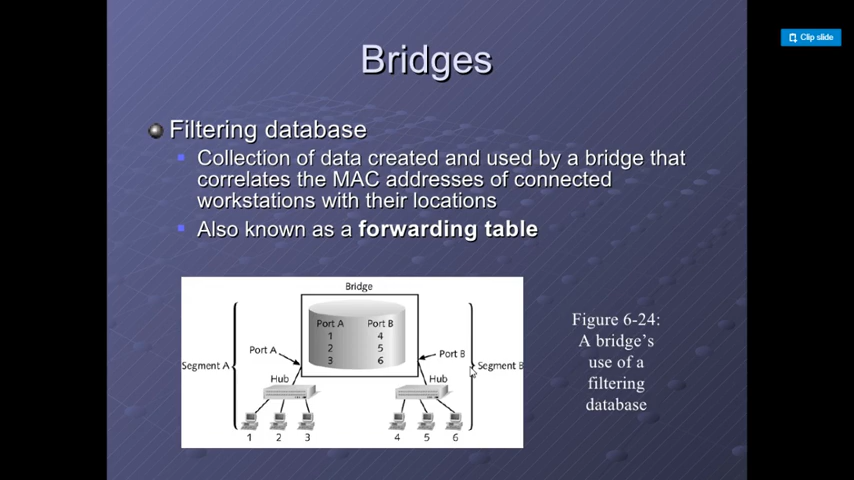 Clip slide
Bridges
Filtering database
Collection of data created and used by a bridge that
correlates the MAC addresses of connected
workstations with their locations
Also known as a forwarding table
Bridge
Port A Port B
1 4
2 5
3 6
Port A
Port B
Segment A
Segment B
Hub
Hub
1 2 3 4 5 6
Figure 6-24:
A bridge's
use of a
filtering
database